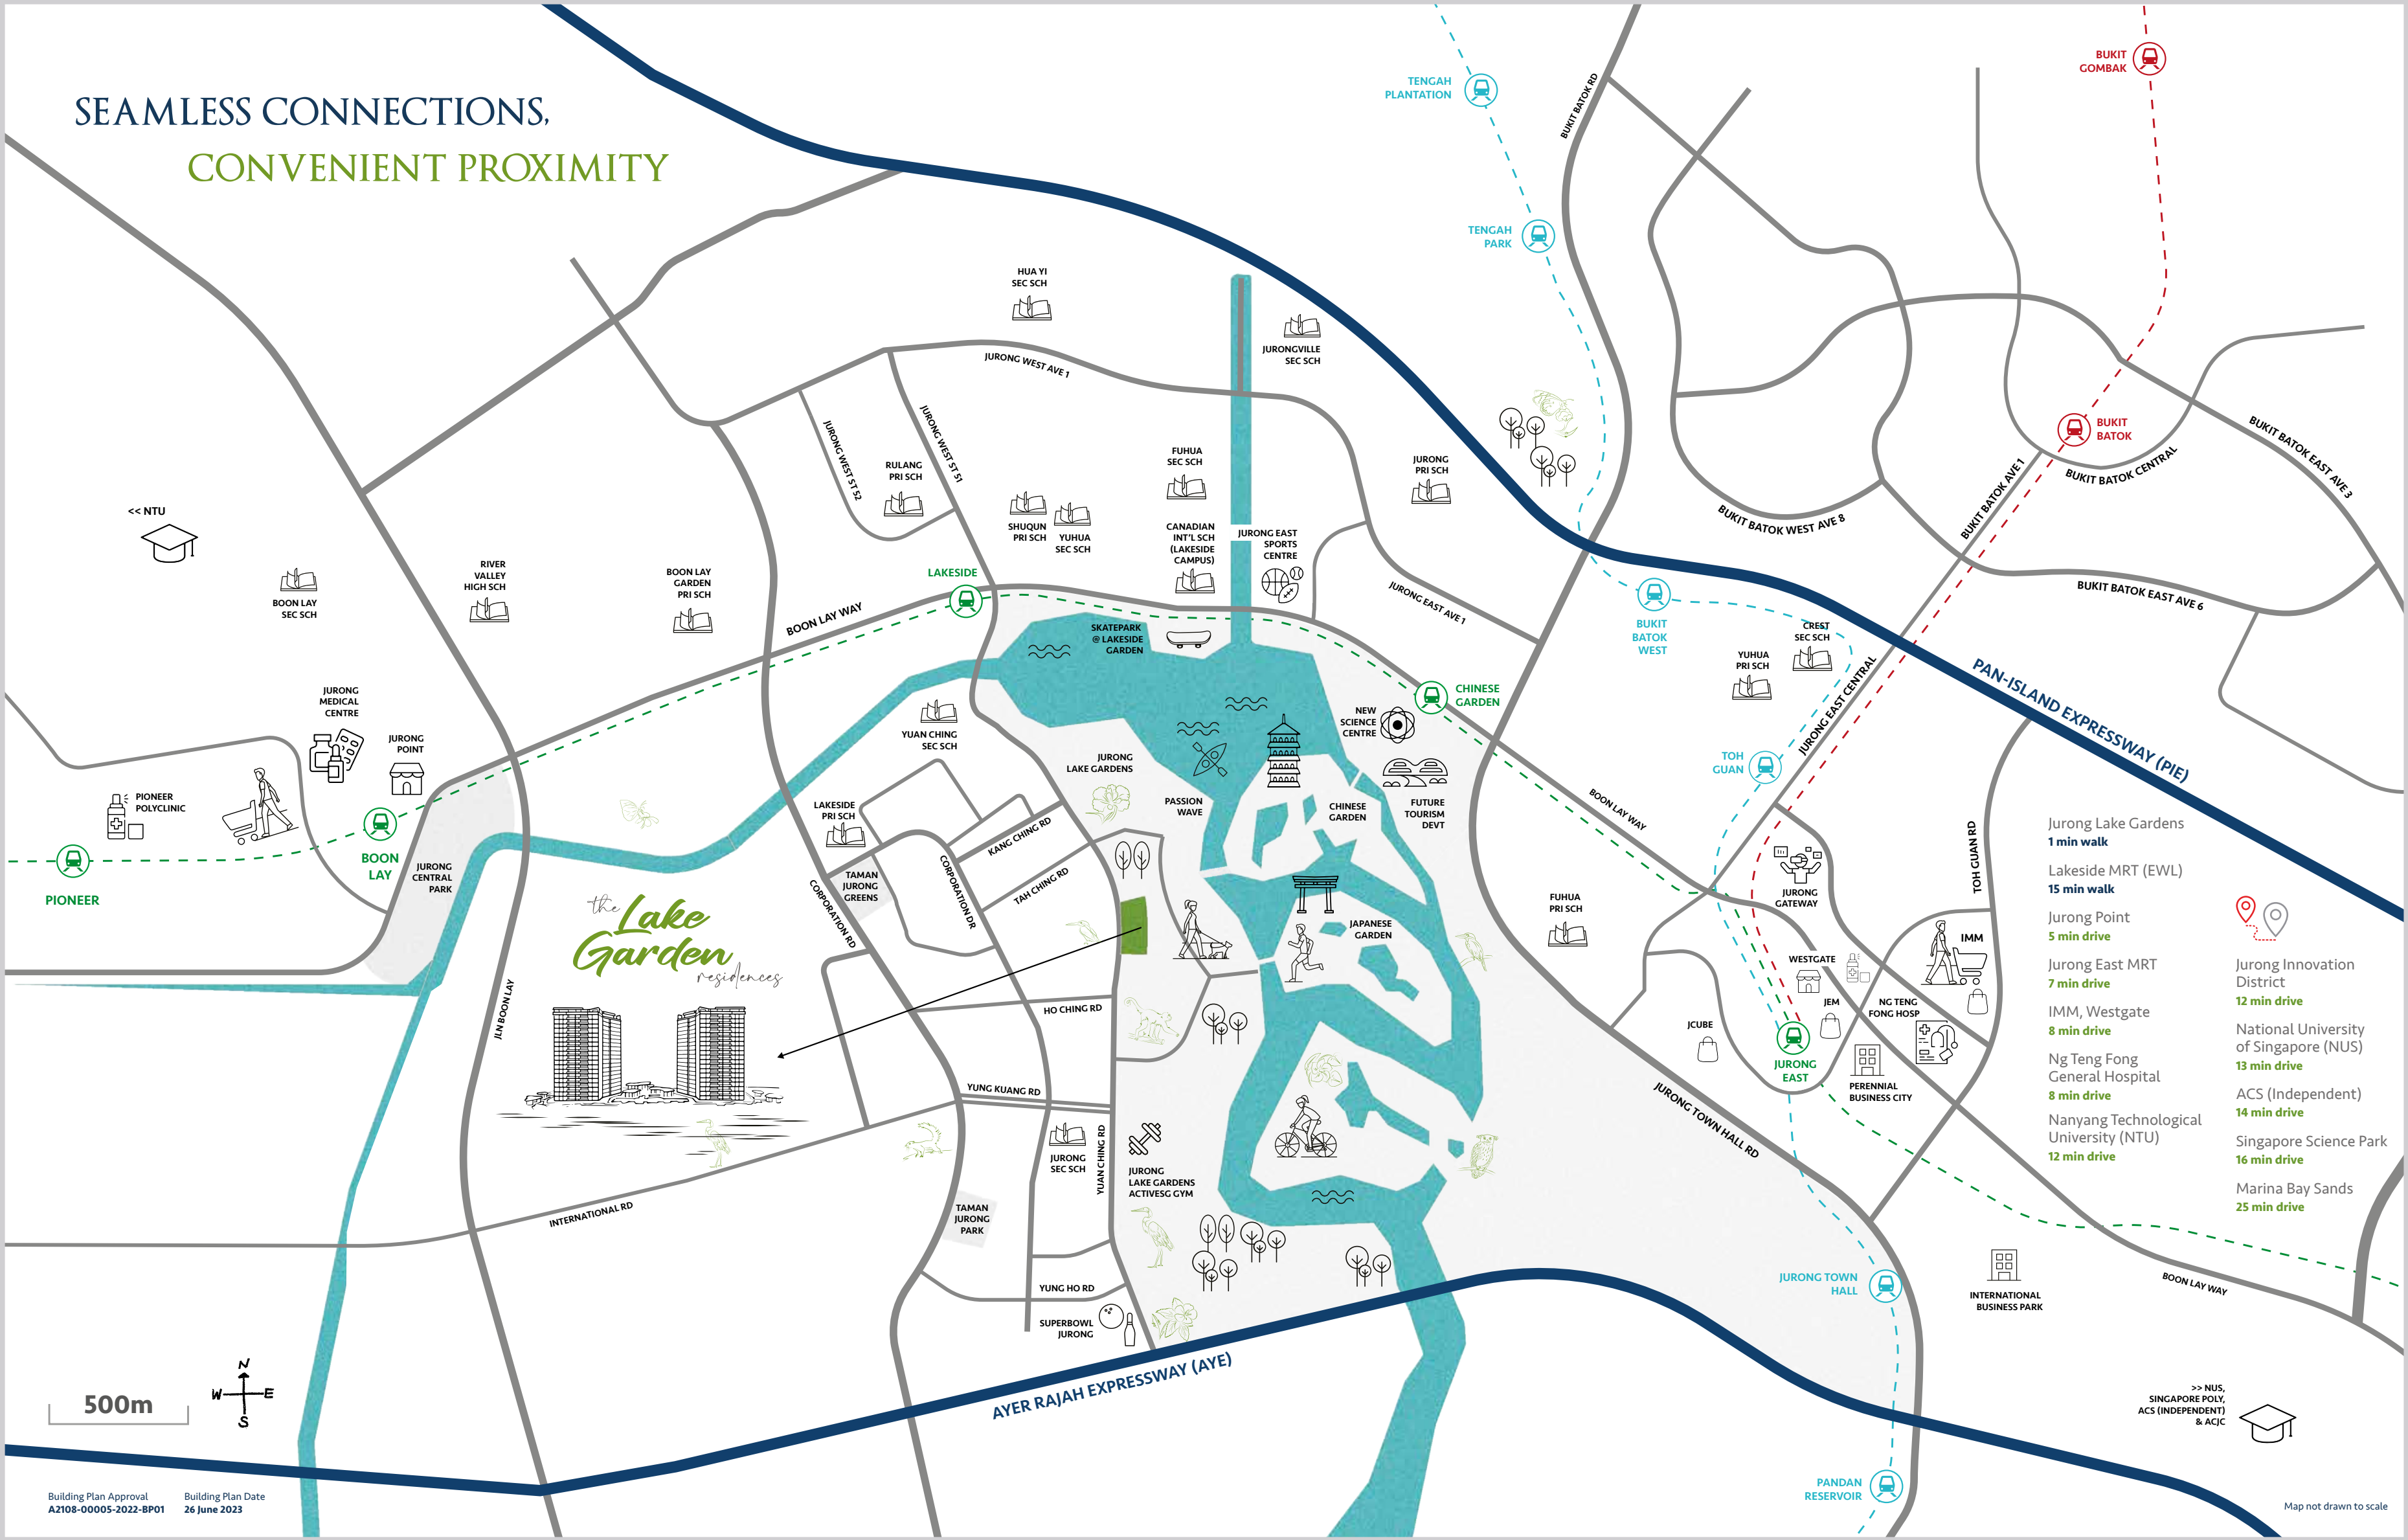 SEAMLESS CONNECTIONS,
CONVENIENT PROXIMITY
TENGAH
PLANTATION
BUKIT BATOK RD
BUKIT
GOMBAK
TENGAH
PARK
HUA YI
SEC SCH
JURONGVILLE
SEC SCH
JURONG WEST AVE 1
JURONG WEST ST 52
JURONG WEST ST 51
RULANG
PRI SCH
FUHUA
SEC SCH
JURONG
PRI SCH
BUKIT
BATOK
BUKIT BATOK EAST AVE 3
BUKIT BATOK CENTRAL
BUKIT BATOK AVE 1
BUKIT BATOK WEST AVE 8
BUKIT BATOK EAST AVE 6
<< NTU
BOON LAY
SEC SCH
RIVER
VALLEY
HIGH SCH
BOON LAY
GARDEN
PRI SCH
SHUQUN
PRI SCH
YUHUA
SEC SCH
CANADIAN
INT'L SCH
(LAKESIDE
CAMPUS)
JURONG EAST
SPORTS
CENTRE
LAKESIDE
BOON LAY WAY
JURONG EAST AVE 1
SKATEPARK
@ LAKESIDE
GARDEN
BUKIT
BATOK
WEST
CREST
SEC SCH
YUHUA
PRI SCH
JURONG EAST CENTRAL
PAN-ISLAND EXPRESSWAY (PIE)
JURONG
MEDICAL
CENTRE
JURONG
POINT
PIONEER
POLYCLINIC
BOON
LAY
PIONEER
JURONG
CENTRAL
PARK
YUAN CHING
SEC SCH
JURONG
LAKE GARDENS
PASSION
WAVE
NEW
SCIENCE
CENTRE
CHINESE
GARDEN
CHINESE
GARDEN
FUTURE
TOURISM
DEVT
TOH
GUAN
BOON LAY WAY
LAKESIDE
PRI SCH
KANG CHING RD
TAMAN
JURONG
GREENS
CORPORATION RD
CORPORATION DR
TAH CHING RD
the
Lake
Garden
residences
JLN BOON LAY
JAPANESE
GARDEN
FUHUA
PRI SCH
JURONG
GATEWAY
TOH GUAN RD
IMM
WESTGATE
JEM
NG TENG
FONG HOSP
JCUBE
JURONG
EAST
PERENNIAL
BUSINESS CITY
HO CHING RD
YUNG KUANG RD
JURONG
SEC SCH
YUAN CHING RD
JURONG
LAKE GARDENS
ACTIVESG GYM
JURONG TOWN HALL RD
INTERNATIONAL RD
TAMAN
JURONG
PARK
YUNG HO RD
SUPERBOWL
JURONG
AYER RAJAH EXPRESSWAY (AYE)
JURONG TOWN
HALL
INTERNATIONAL
BUSINESS PARK
BOON LAY WAY
PANDAN
RESERVOIR
>> NUS,
SINGAPORE POLY,
ACS (INDEPENDENT)
& ACJC
Jurong Lake Gardens
1 min walk
Lakeside MRT (EWL)
15 min walk
Jurong Point
5 min drive
Jurong East MRT
7 min drive
IMM, Westgate
8 min drive
Ng Teng Fong
General Hospital
8 min drive
Nanyang Technological
University (NTU)
12 min drive
Jurong Innovation
District
12 min drive
National University
of Singapore (NUS)
13 min drive
ACS (Independent)
14 min drive
Singapore Science Park
16 min drive
Marina Bay Sands
25 min drive
500m
N
W
E
S
Building Plan Approval
A2108-00005-2022-BP01
Building Plan Date
26 June 2023
Map not drawn to scale